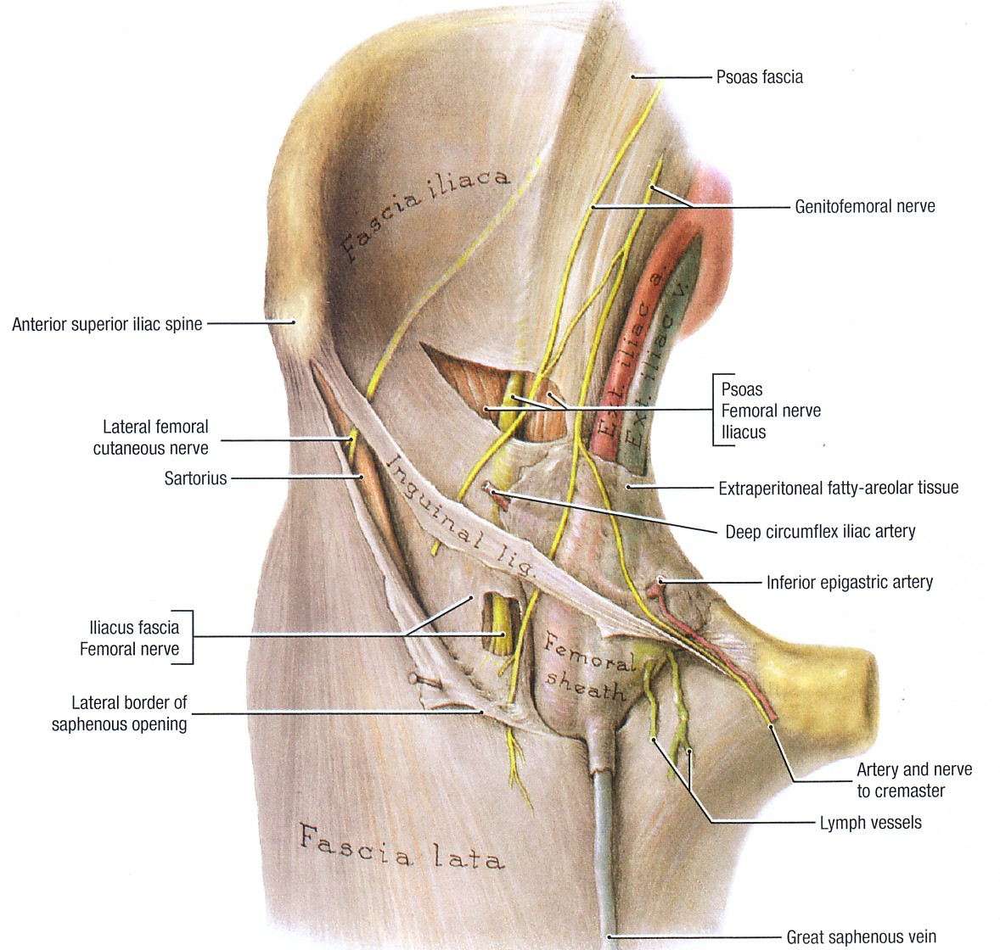 Psoas fascia
Fascia iliaca
Genitofemoral nerve
Ext. iliac a.
Ext. iliac v.
Anterior superior iliac spine
Psoas
Femoral nerve
Iliacus
Lateral femoral
cutaneous nerve
Sartorius
Inguinal lig.
Extraperitoneal fatty-areolar tissue
Deep circumflex iliac artery
Inferior epigastric artery
Iliacus fascia
Femoral nerve
Femoral
sheath
Lateral border of
saphenous opening
Artery and nerve
to cremaster
Lymph vessels
Fascia lata
Great saphenous vein